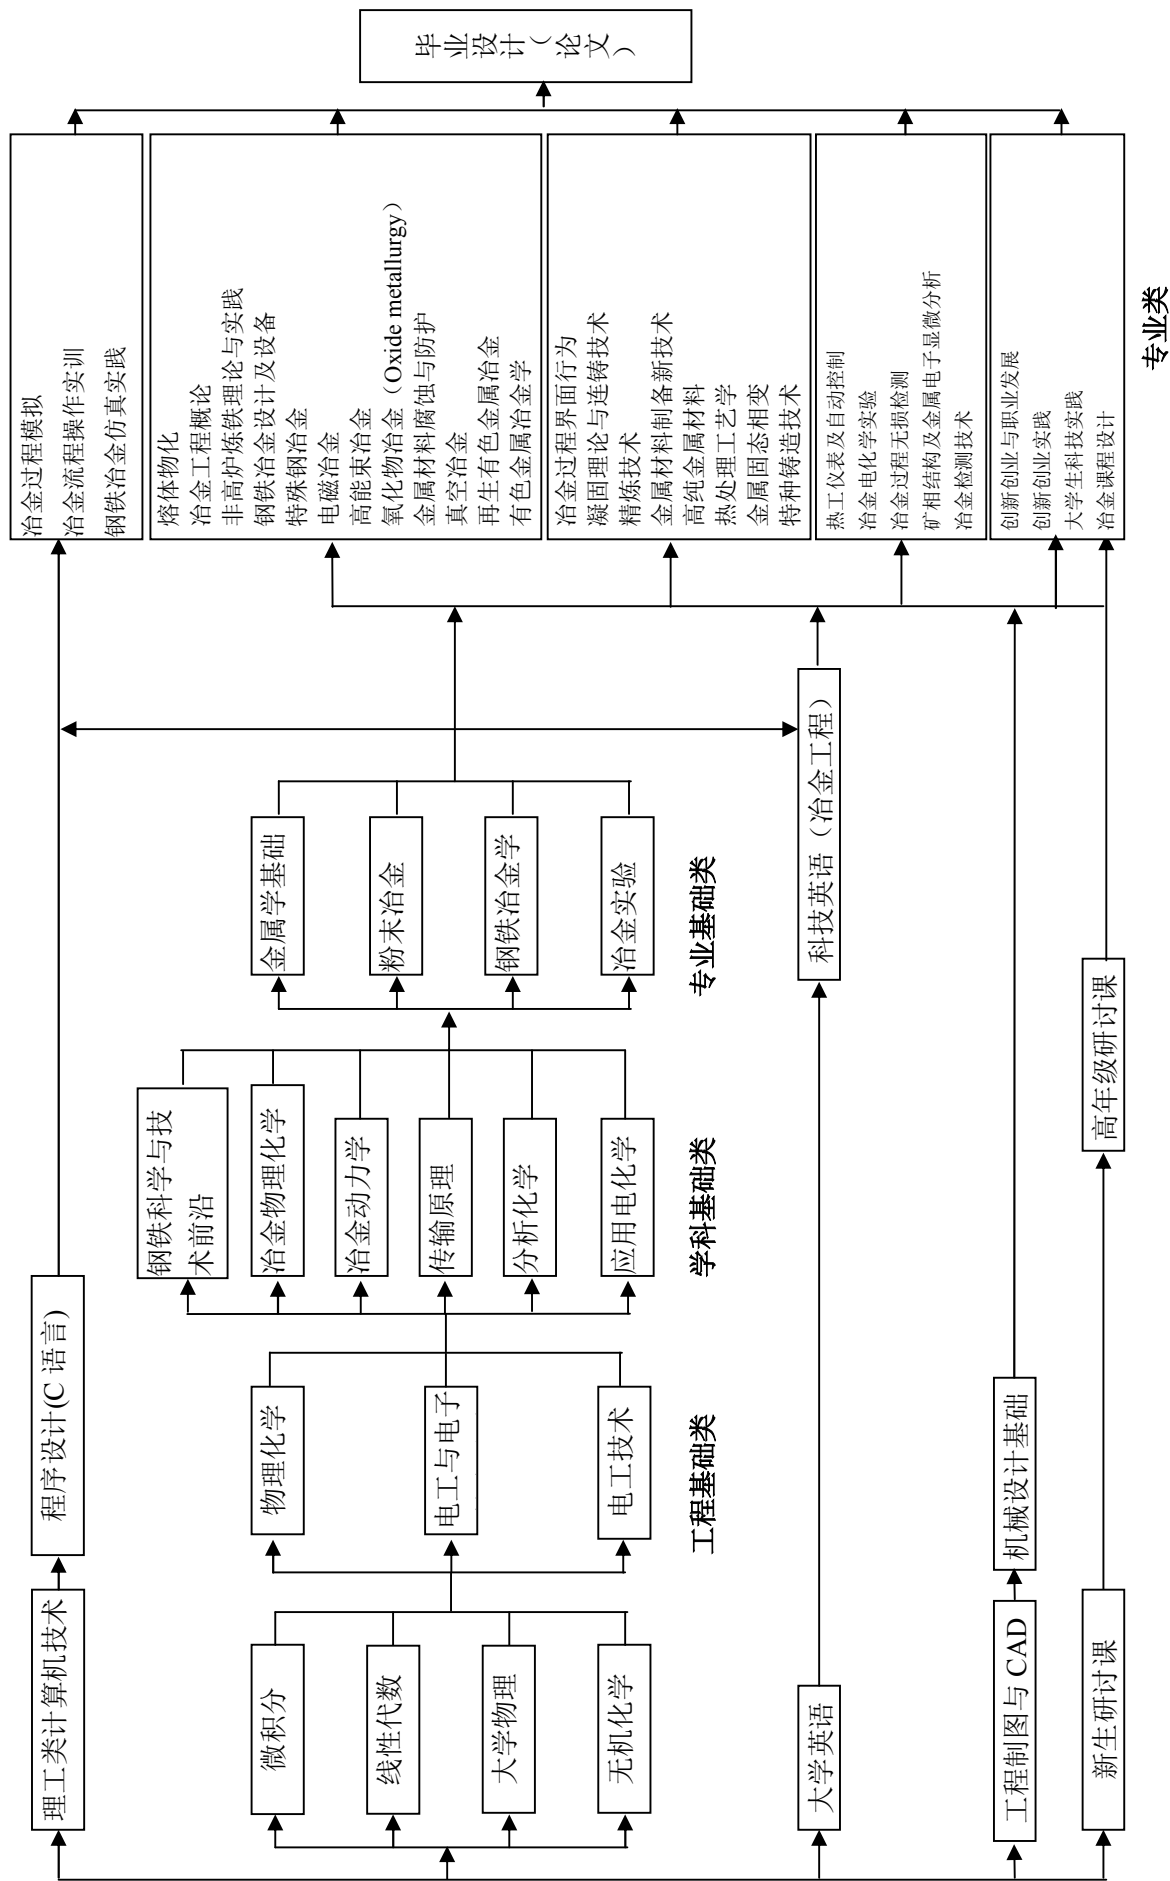 理工类计算机技术
程序设计(C 语言)
冶金过程模拟
冶金流程操作实训
钢铁冶金仿真实践
微积分
线性代数
大学物理
无机化学
物理化学
电工与电子
电工技术
工程基础类
钢铁科学与技
术前沿
冶金物理化学
冶金动力学
传输原理
分析化学
应用电化学
学科基础类
金属学基础
粉末冶金
钢铁冶金学
冶金实验
专业基础类
熔体物化
冶金工程概论
非高炉炼铁理论与实践
钢铁冶金设计及设备
特殊钢冶金
电磁冶金
高能束冶金
氧化物冶金（Oxide metallurgy）
金属材料腐蚀与防护
真空冶金
再生有色金属冶金
有色金属冶金学
冶金过程界面行为
凝固理论与连铸技术
精炼技术
金属材料制备新技术
高纯金属材料
热处理工艺学
金属固态相变
特种铸造技术
大学英语
科技英语（冶金工程）
热工仪表及自动控制
冶金电化学实验
冶金过程无损检测
矿相结构及金属电子显微分析
冶金检测技术
工程制图与 CAD
机械设计基础
新生研讨课
高年级研讨课
创新创业与职业发展
创新创业实践
大学生科技实践
冶金课程设计
专业类
毕业设计（论文）